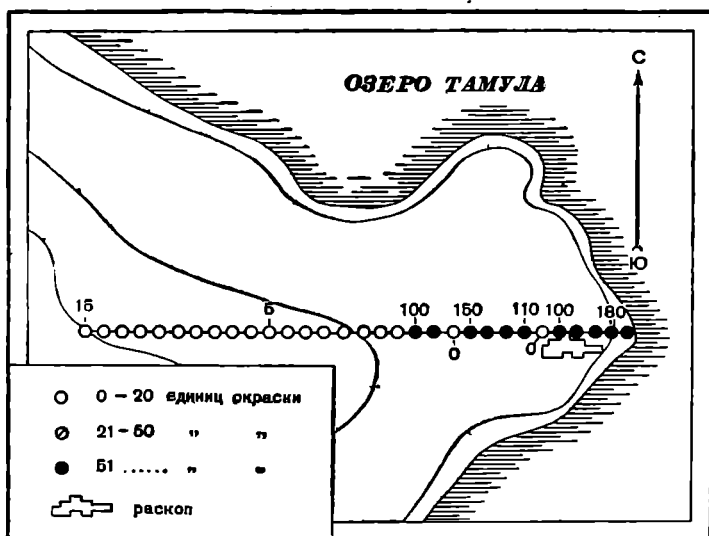 ОЗЕРО ТАМУЛА
С
Ю
15 5 100 150 110 100 180
0 0
0 – 20 единиц окраски
21 – 50 " "
51 ...... " "
раскоп